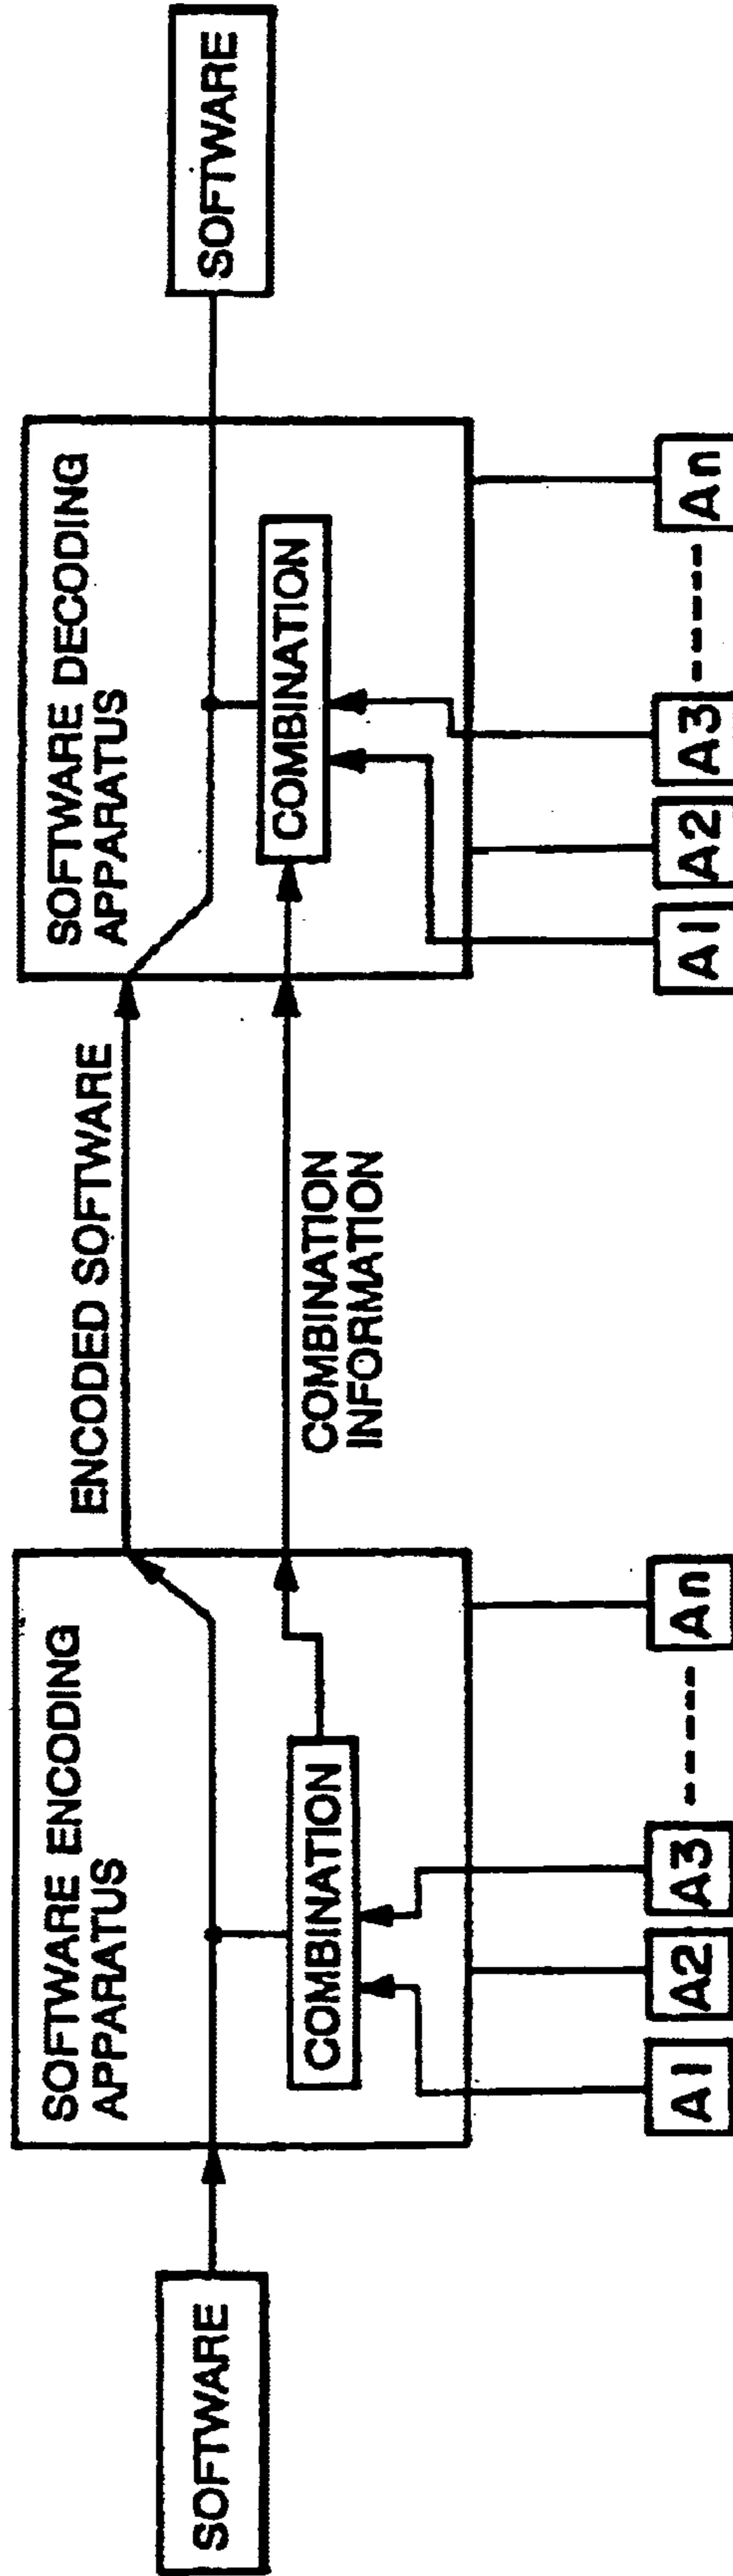 SOFTWARE
SOFTWARE ENCODING
APPARATUS
COMBINATION
A1 A2 A3 ----- An
ENCODED SOFTWARE
COMBINATION
INFORMATION
SOFTWARE DECODING
APPARATUS
COMBINATION
A1 A2 A3 ----- An
SOFTWARE